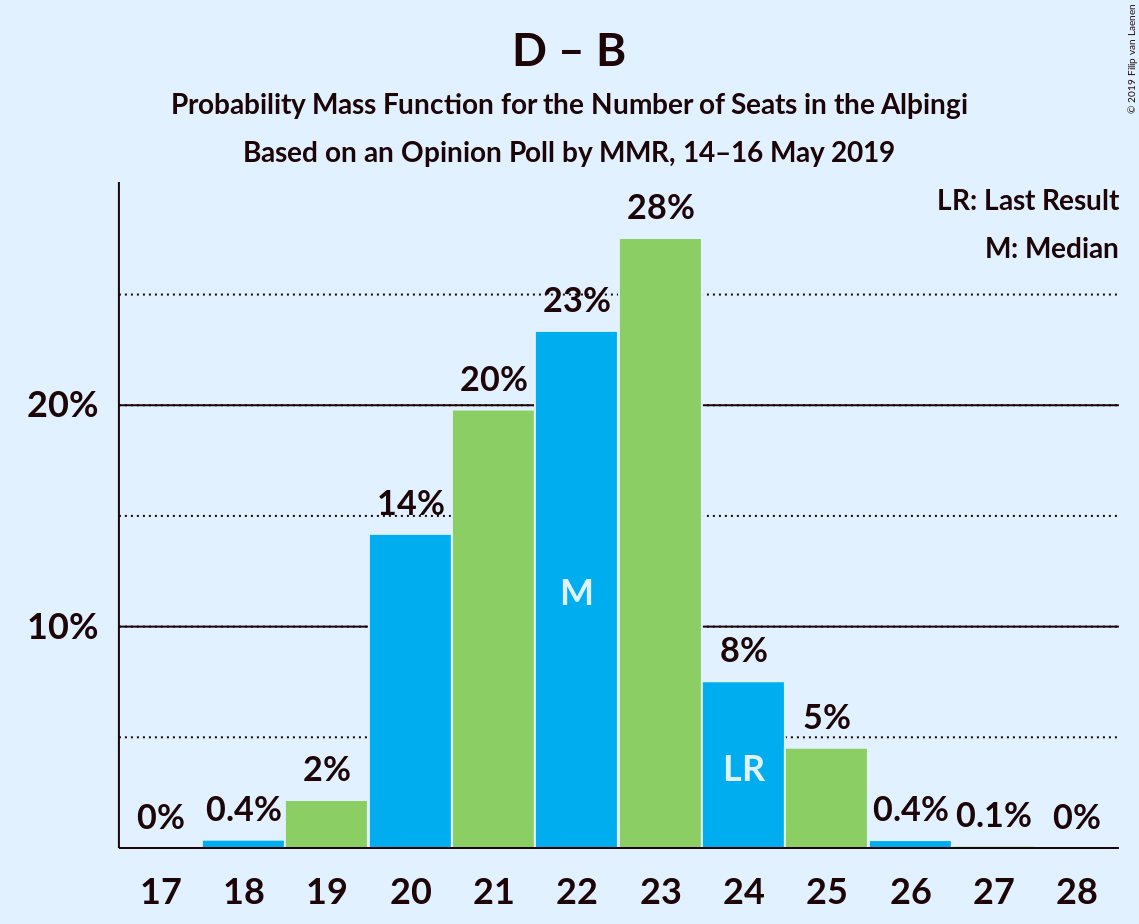 D – B
Probability Mass Function for the Number of Seats in the Alþingi
Based on an Opinion Poll by MMR, 14–16 May 2019
© 2019 Filip van Laenen
LR: Last Result
M: Median
28%
23%
20%
20%
14%
M
10%
8%
5%
LR
2%
0%
0.4%
0.4%
0.1%
0%
17 18 19 20 21 22 23 24 25 26 27 28